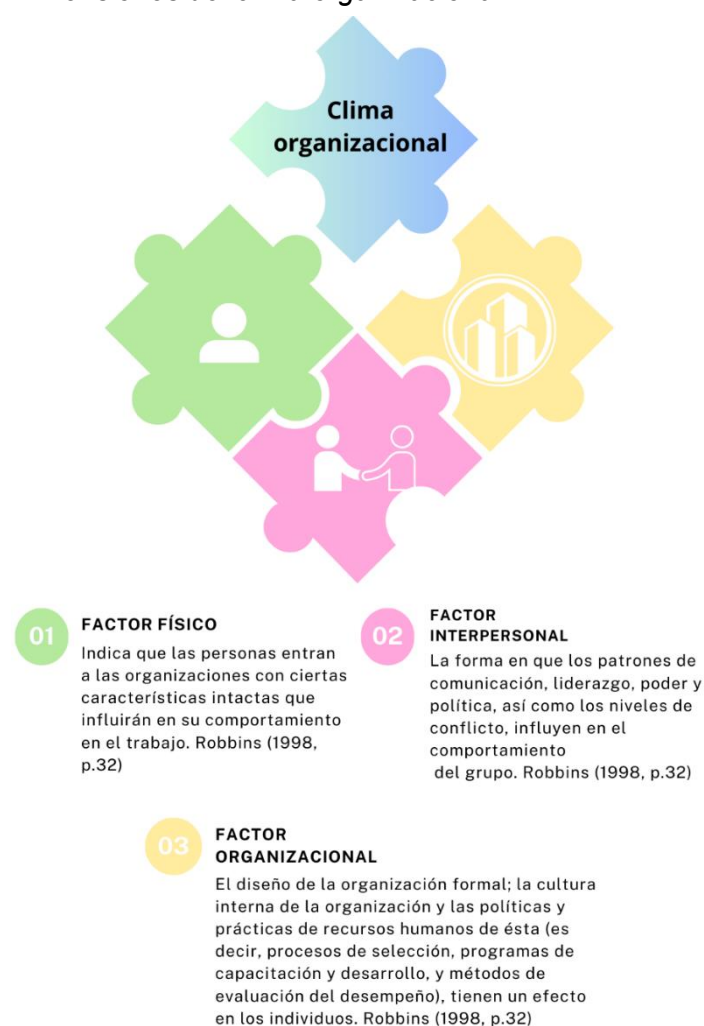 Clima
organizacional
01
FACTOR FÍSICO
Indica que las personas entran
a las organizaciones con ciertas
características intactas que
influirán en su comportamiento
en el trabajo. Robbins (1998,
p.32)
02
FACTOR
INTERPERSONAL
La forma en que los patrones de
comunicación, liderazgo, poder y
política, así como los niveles de
conflicto, influyen en el
comportamiento
del grupo. Robbins (1998, p.32)
03
FACTOR
ORGANIZACIONAL
El diseño de la organización formal; la cultura
interna de la organización y las políticas y
prácticas de recursos humanos de ésta (es
decir, procesos de selección, programas de
capacitación y desarrollo, y métodos de
evaluación del desempeño), tienen un efecto
en los individuos. Robbins (1998, p.32)